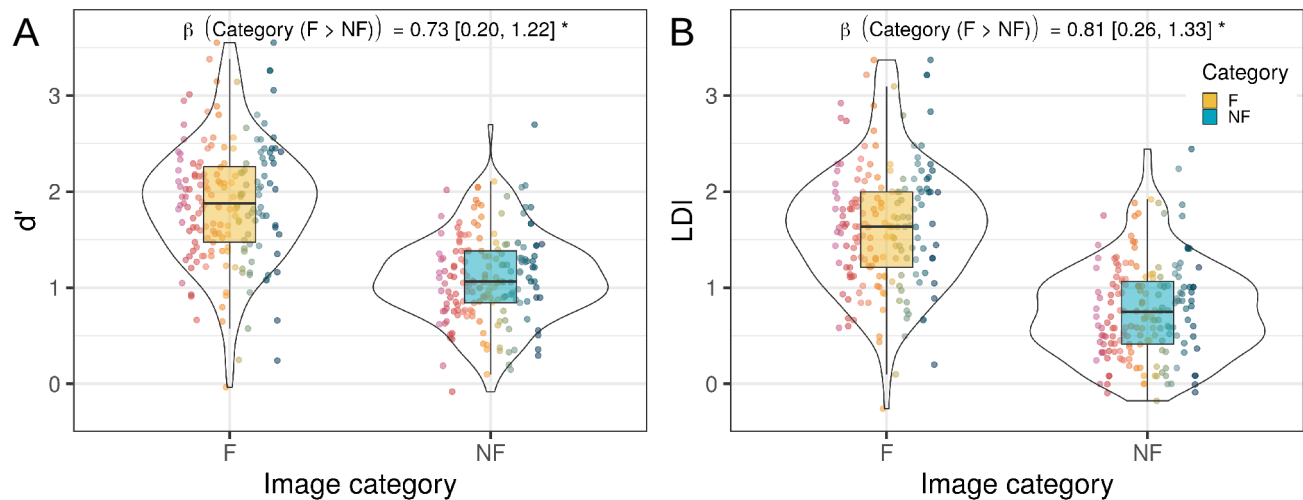 A
β (Category (F > NF)) = 0.73 [0.20, 1.22] *
d'
3
2
1
0
F NF
Image category
B
β (Category (F > NF)) = 0.81 [0.26, 1.33] *
LDI
3
2
1
0
Category
F
NF
F NF
Image category